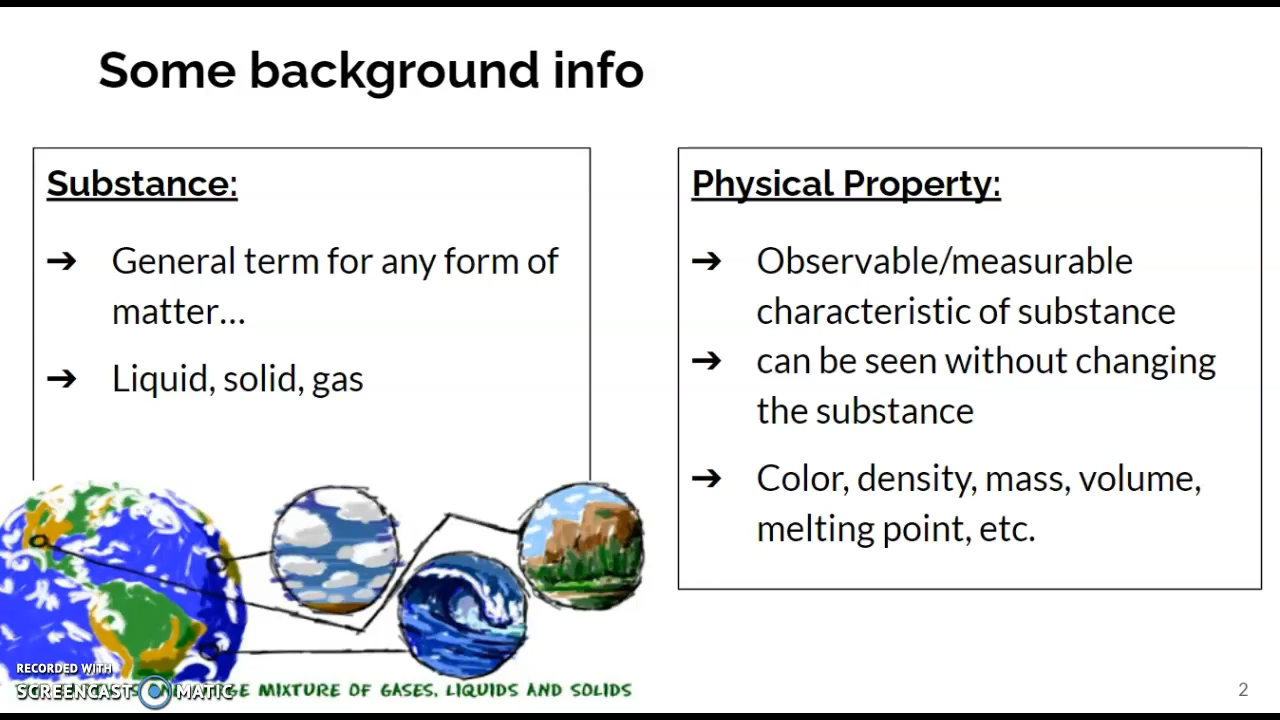 Some background info
Substance:
➔ General term for any form of
matter...
➔ Liquid, solid, gas
Physical Property:
➔ Observable/measurable
characteristic of substance
➔ can be seen without changing
the substance
➔ Color, density, mass, volume,
melting point, etc.
RECORDED WITH
SCREENCAST MATIC
MIXTURE OF GASES, LIQUIDS AND SOLIDS
2